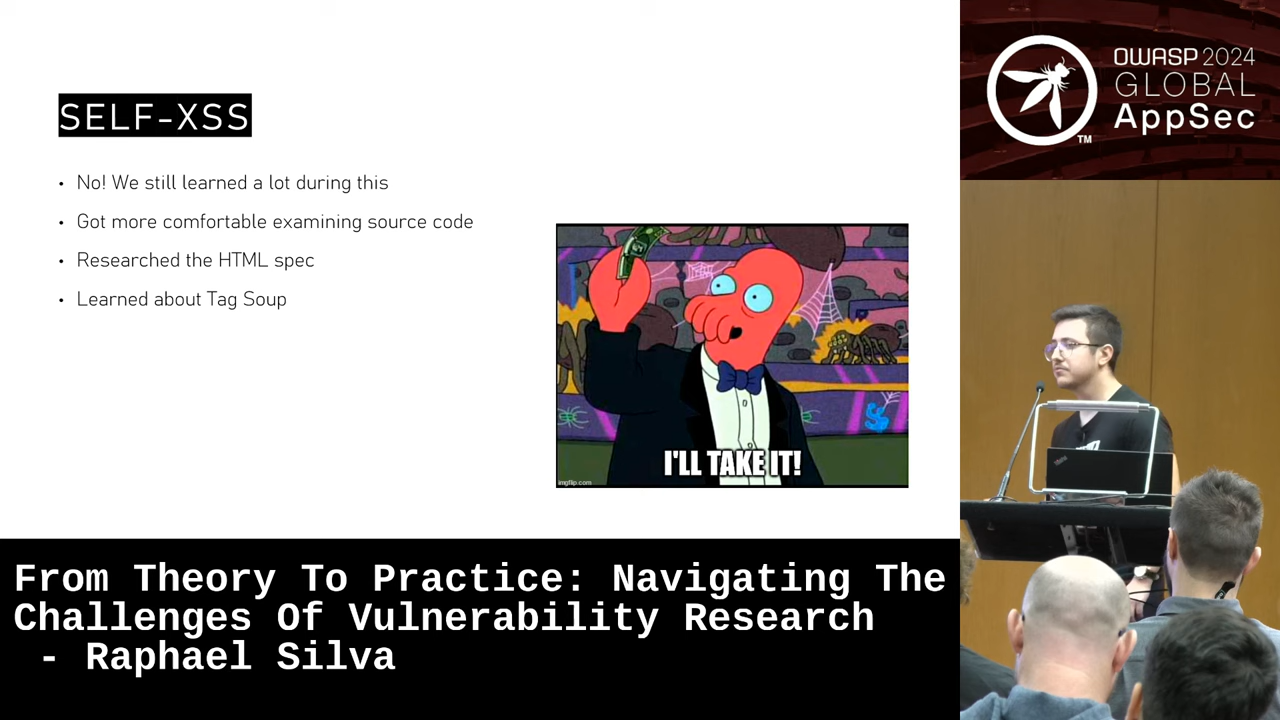 SELF-XSS
• No! We still learned a lot during this
• Got more comfortable examining source code
• Researched the HTML spec
• Learned about Tag Soup
I'LL TAKE IT!
imgflip.com
OWASP 2024
GLOBAL
AppSec
TM
ThinkPad
From Theory To Practice: Navigating The
Challenges Of Vulnerability Research
- Raphael Silva